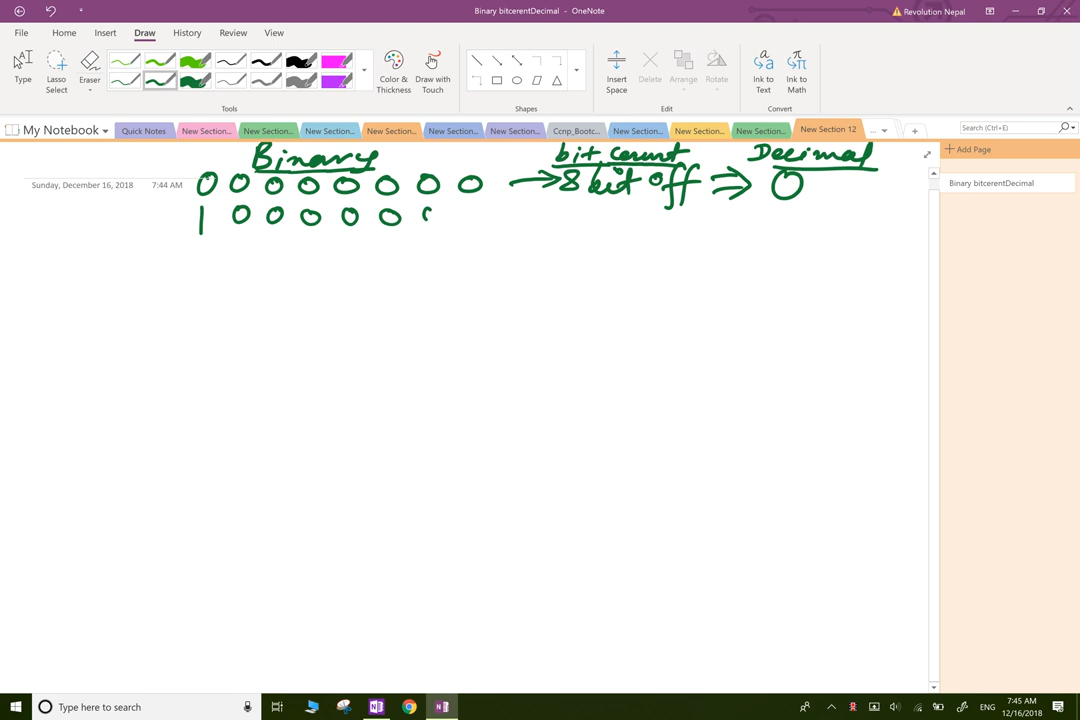 Binary bitcerentDecimal - OneNote
Revolution Nepal
File Home Insert Draw History Review View
Type
Lasso Select
Eraser
Color & Thickness
Draw with Touch
Insert Space
Delete
Arrange
Rotate
Ink to Text
Ink to Math
Tools
Shapes
Edit
Convert
My Notebook
Quick Notes New Section... New Section... New Section... New Section... New Section... New Section... Ccnp_Bootc... New Section... New Section... New Section... New Section 12 ...
Search (Ctrl+E)
Add Page
Binary bitcerentDecimal
Binary bit count Decimal
Sunday, December 16, 2018 7:44 AM
0 0 0 0 0 0 0 0 → 8 bit off ⇒ 0
1 0 0 0 0 0
Type here to search
ENG
7:45 AM
12/16/2018